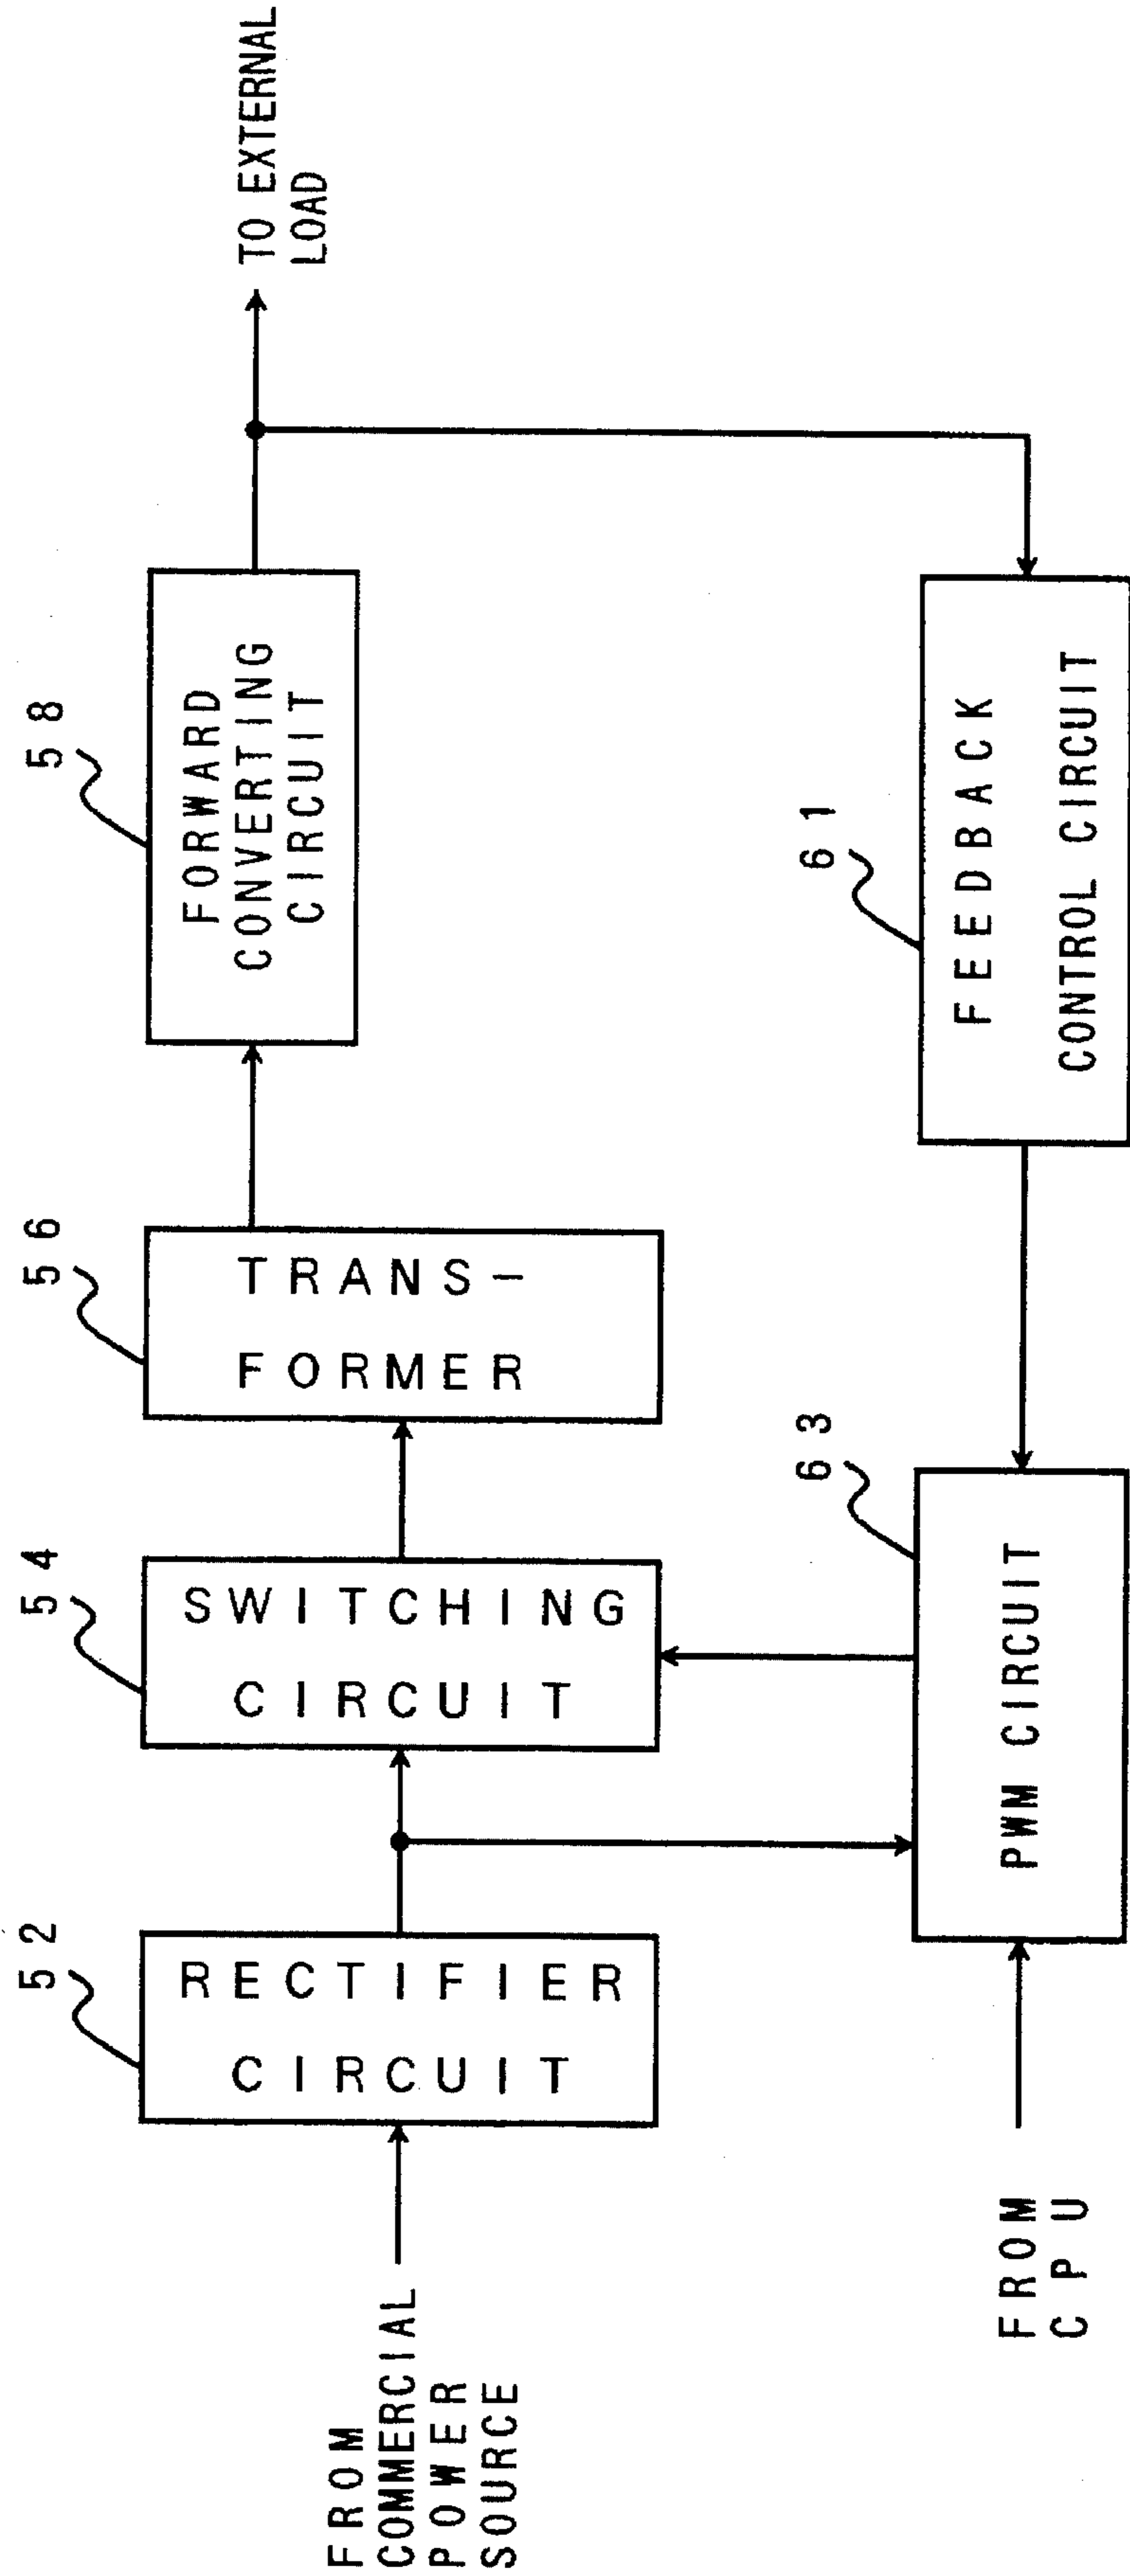 FROM
COMMERCIAL
POWER
SOURCE
52
RECTIFIER
CIRCUIT
54
SWITCHING
CIRCUIT
56
TRANS-
FORMER
58
FORWARD
CONVERTING
CIRCUIT
TO EXTERNAL
LOAD
FROM
CPU
63
PWM CIRCUIT
61
FEEDBACK
CONTROL CIRCUIT